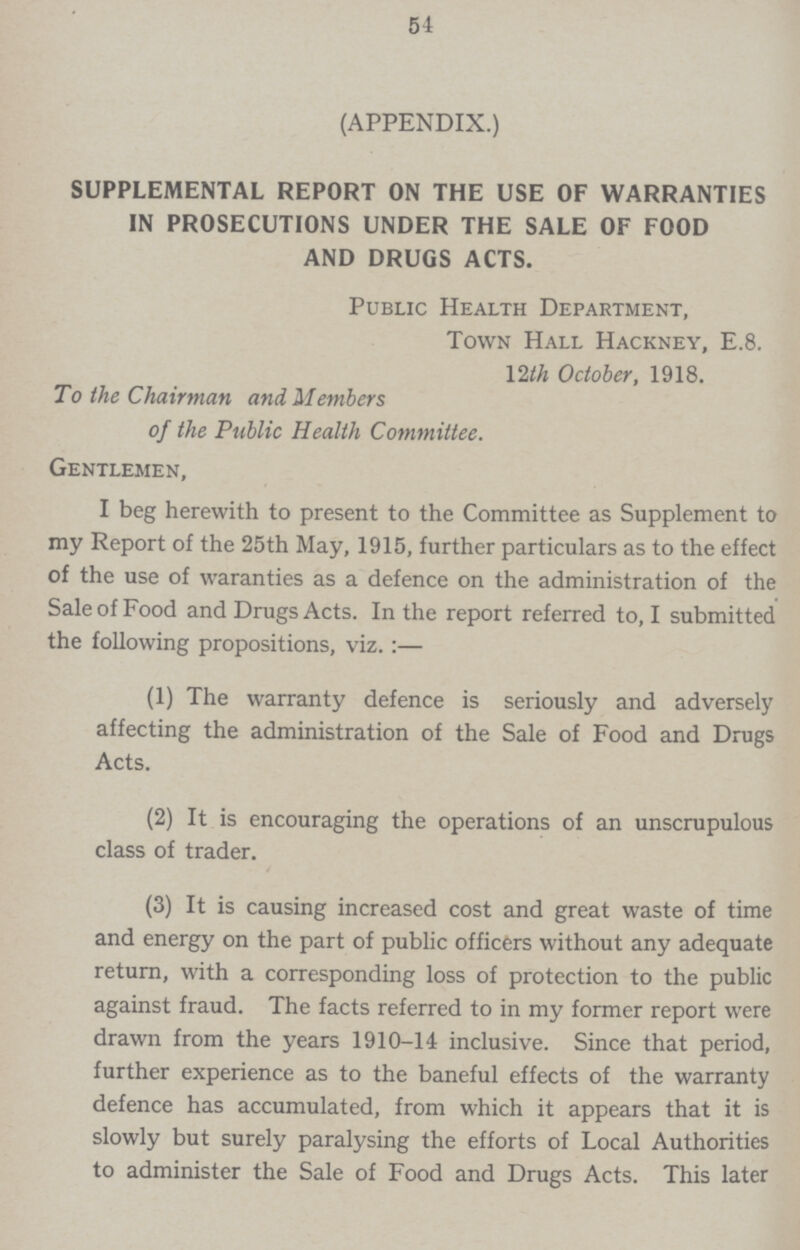 54
(APPENDIX.)
SUPPLEMENTAL REPORT ON THE USE OF WARRANTIES
IN PROSECUTIONS UNDER THE SALE OF FOOD
AND DRUGS ACTS.
Public Health Department,
Town Hall Hackney, E.8.
12th October, 1918.
To the Chairman and Members
of the Public Health Committee.
Gentlemen,
I beg herewith to present to the Committee as Supplement to
my Report of the 25th May, 1915, further particulars as to the effect
of the use of waranties as a defence on the administration of the
Sale of Food and Drugs Acts. In the report referred to, I submitted
the following propositions, viz. :—
(1) The warranty defence is seriously and adversely
affecting the administration of the Sale of Food and Drugs
Acts.
(2) It is encouraging the operations of an unscrupulous
class of trader.
(3) It is causing increased cost and great waste of time
and energy on the part of public officers without any adequate
return, with a corresponding loss of protection to the public
against fraud. The facts referred to in my former report were
drawn from the years 1910–14 inclusive. Since that period,
further experience as to the baneful effects of the warranty
defence has accumulated, from which it appears that it is
slowly but surely paralysing the efforts of Local Authorities
to administer the Sale of Food and Drugs Acts. This later